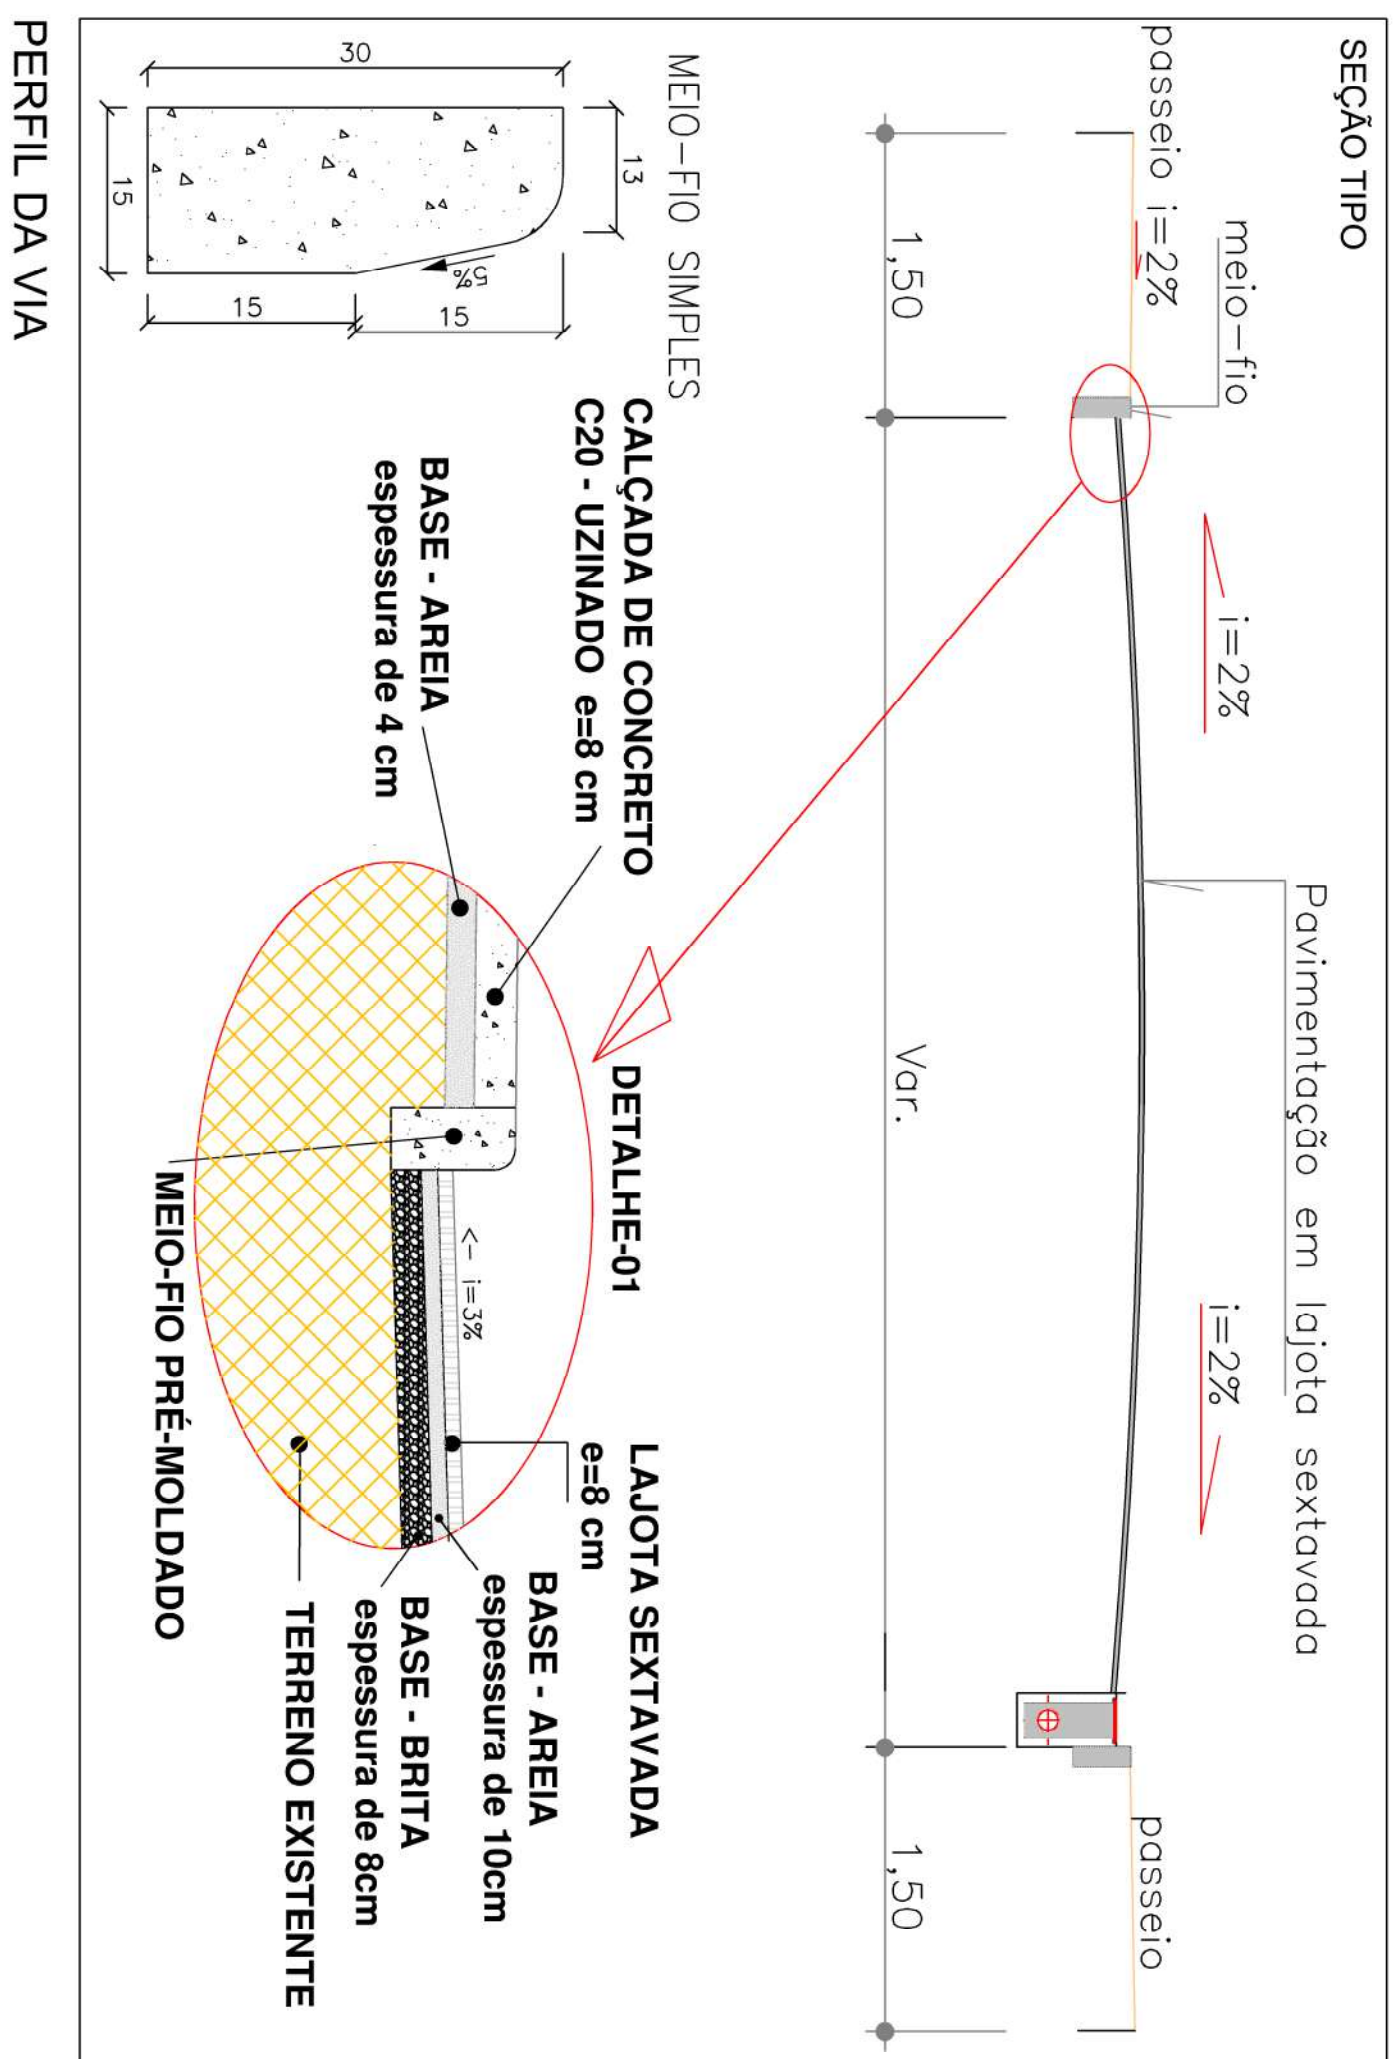 SEÇÃO TIPO
Pavimentação em lajota sextavada
meio-fio
i=2%
i=2%
passeio i=2%
passeio
1,50
Var.
1,50
MEIO-FIO SIMPLES
13
30
5%
15
15
15
CALÇADA DE CONCRETO
C20 - UZINADO e=8 cm
BASE - AREIA
espessura de 4 cm
DETALHE-01
<- i=3%
LAJOTA SEXTAVADA
e=8 cm
BASE - AREIA
espessura de 10cm
BASE - BRITA
espessura de 8cm
TERRENO EXISTENTE
MEIO-FIO PRÉ-MOLDADO
PERFIL DA VIA